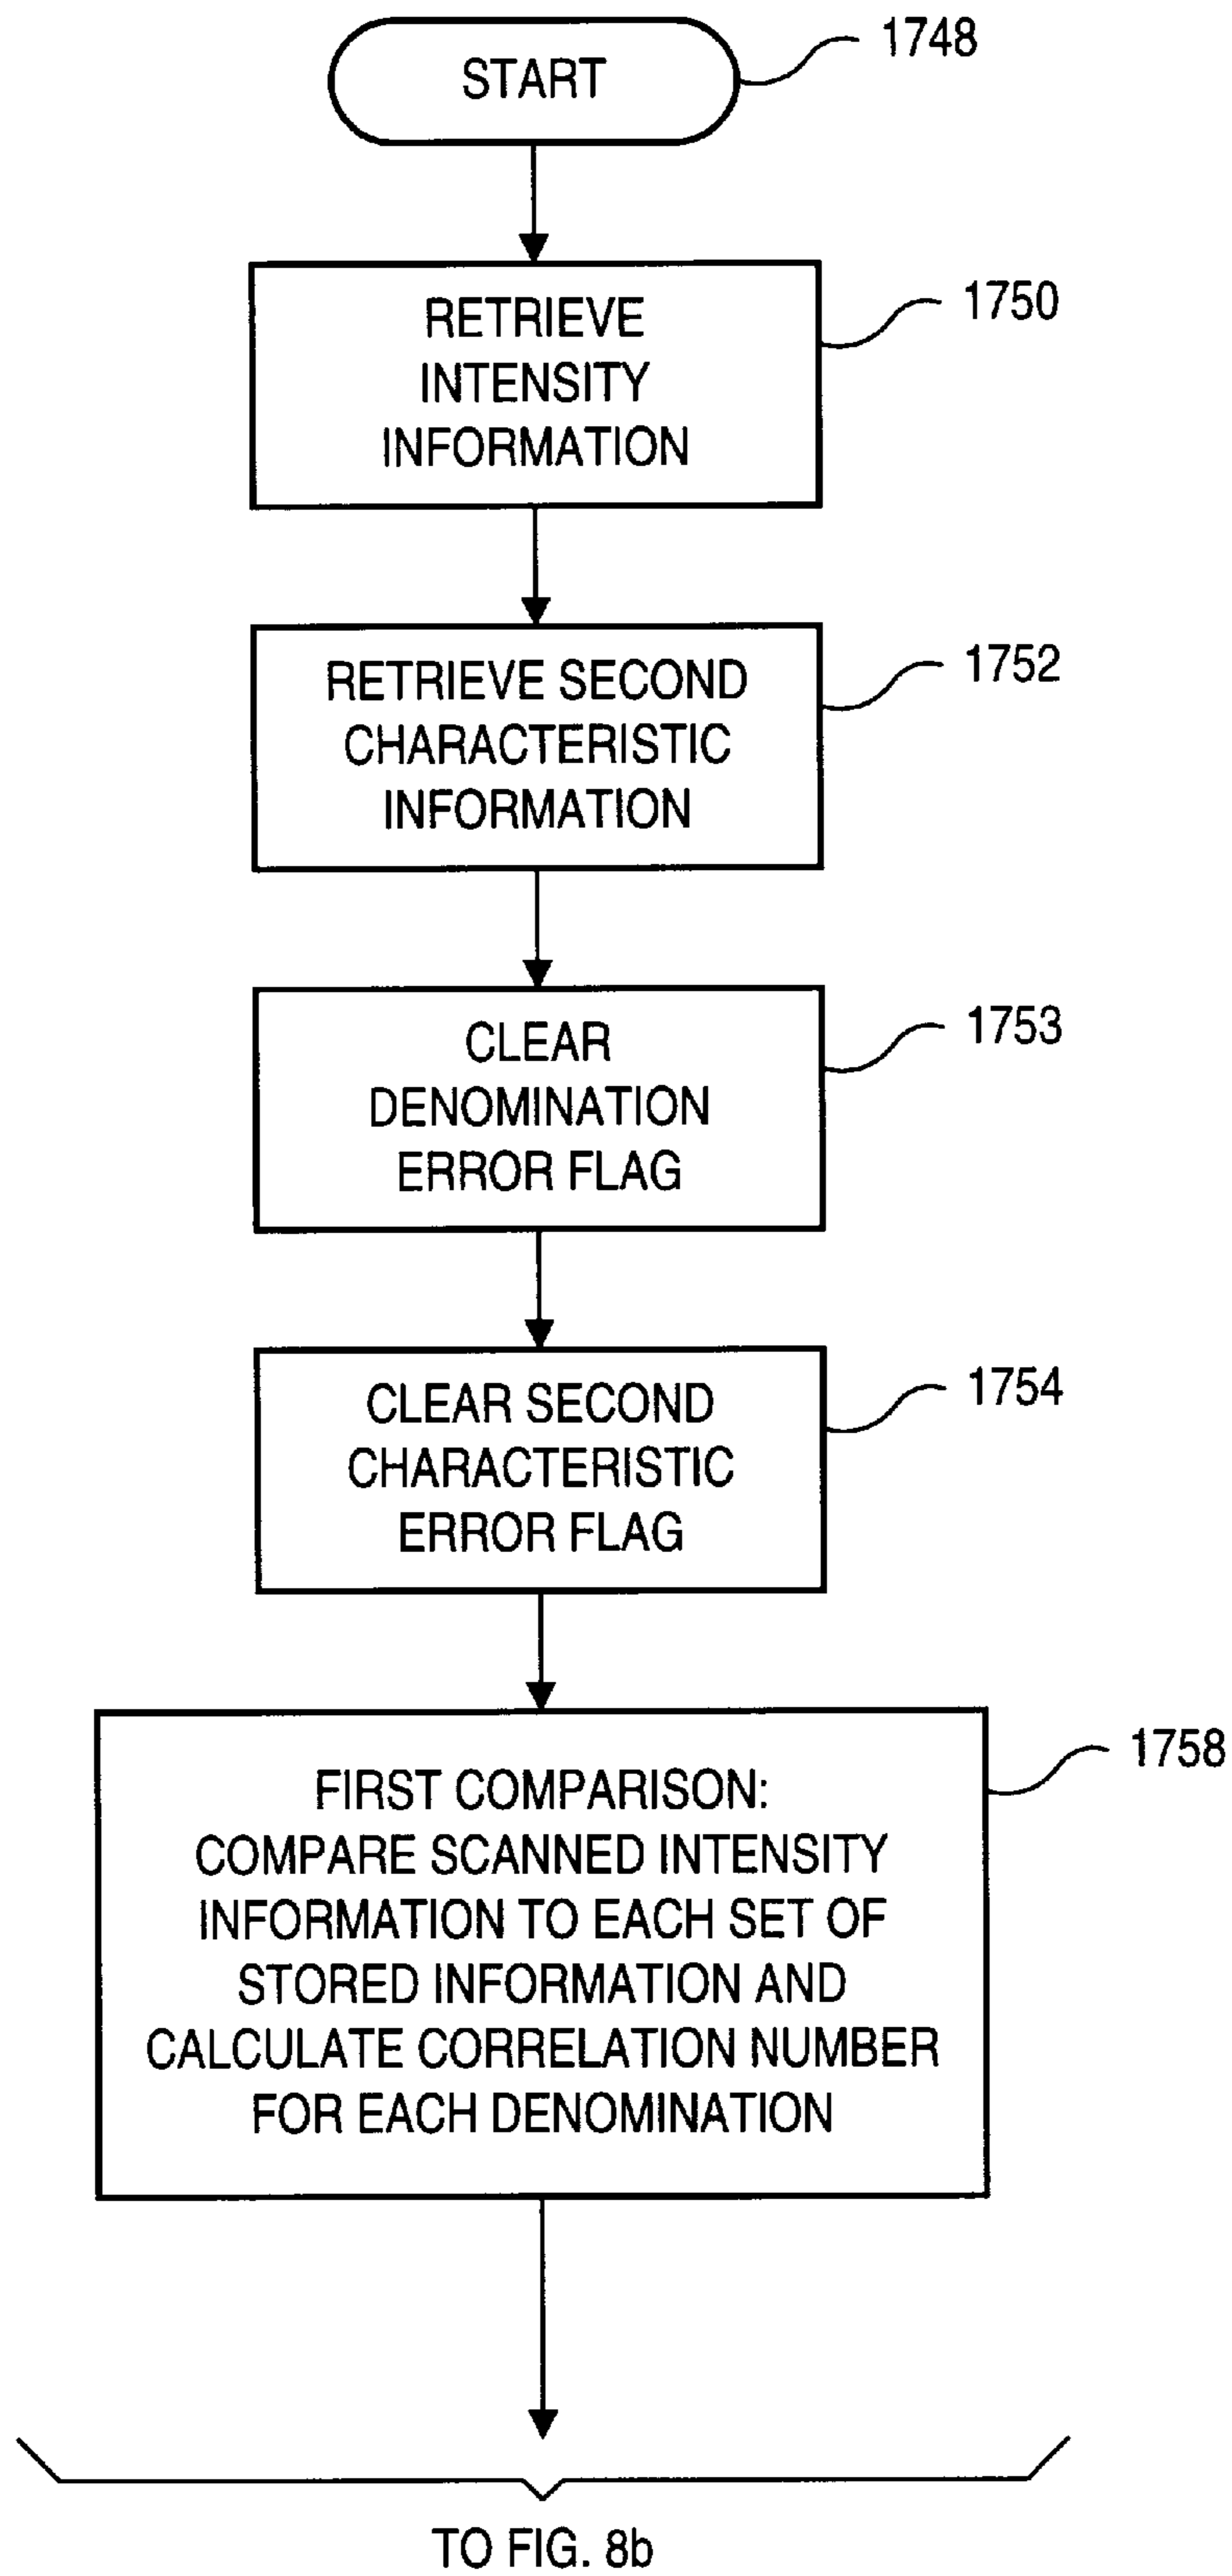 START
1748
RETRIEVE
INTENSITY
INFORMATION
1750
RETRIEVE SECOND
CHARACTERISTIC
INFORMATION
1752
CLEAR
DENOMINATION
ERROR FLAG
1753
CLEAR SECOND
CHARACTERISTIC
ERROR FLAG
1754
FIRST COMPARISON:
COMPARE SCANNED INTENSITY
INFORMATION TO EACH SET OF
STORED INFORMATION AND
CALCULATE CORRELATION NUMBER
FOR EACH DENOMINATION
1758
TO FIG. 8b